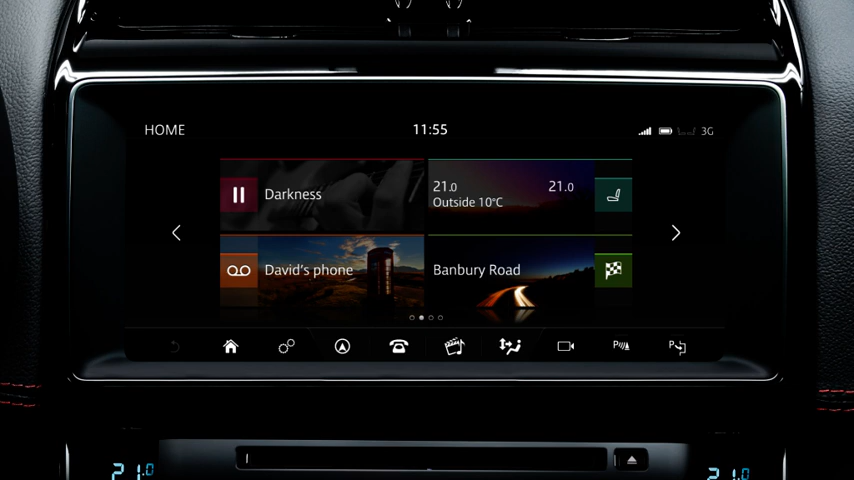 HOME
11:55
3G
Darkness
21.0
21.0
Outside 10°C
David's phone
Banbury Road
P
P
21.0
21.0